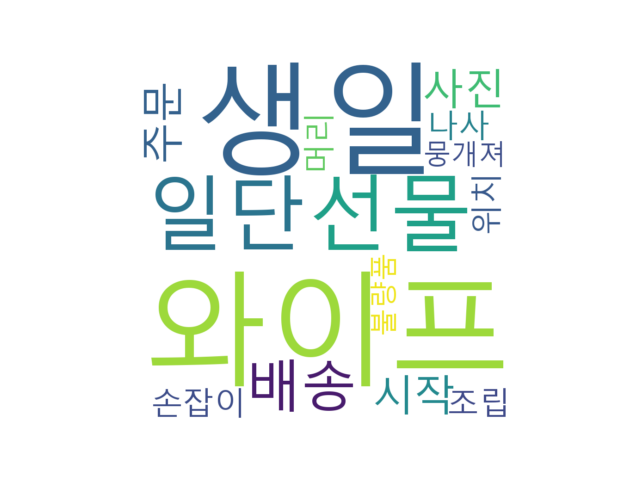 생일
사진
나사
뭉개져
주문
머리
일단
선물
위치
불량품
와이프
배송
시작
손잡이
조립